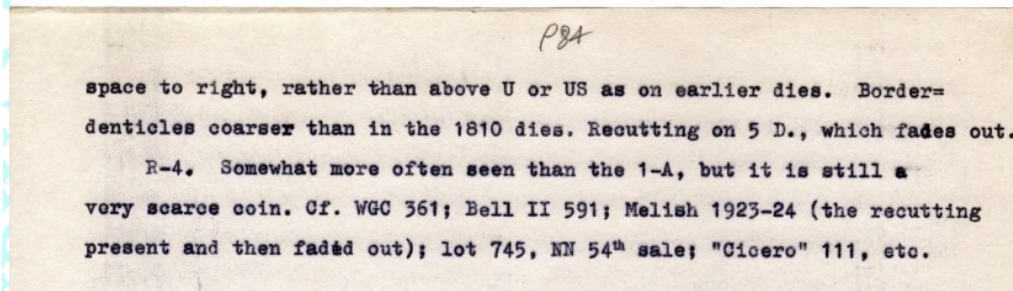 P84
space to right, rather than above U or US as on earlier dies. Border=
denticles coarser than in the 1810 dies. Recutting on 5 D., which fades out.
R-4. Somewhat more often seen than the 1-A, but it is still a
very scarce coin. Cf. WGC 361; Bell II 591; Melish 1923-24 (the recutting
present and then faded out); lot 745, NN 54th sale; "Cicero" 111, etc.